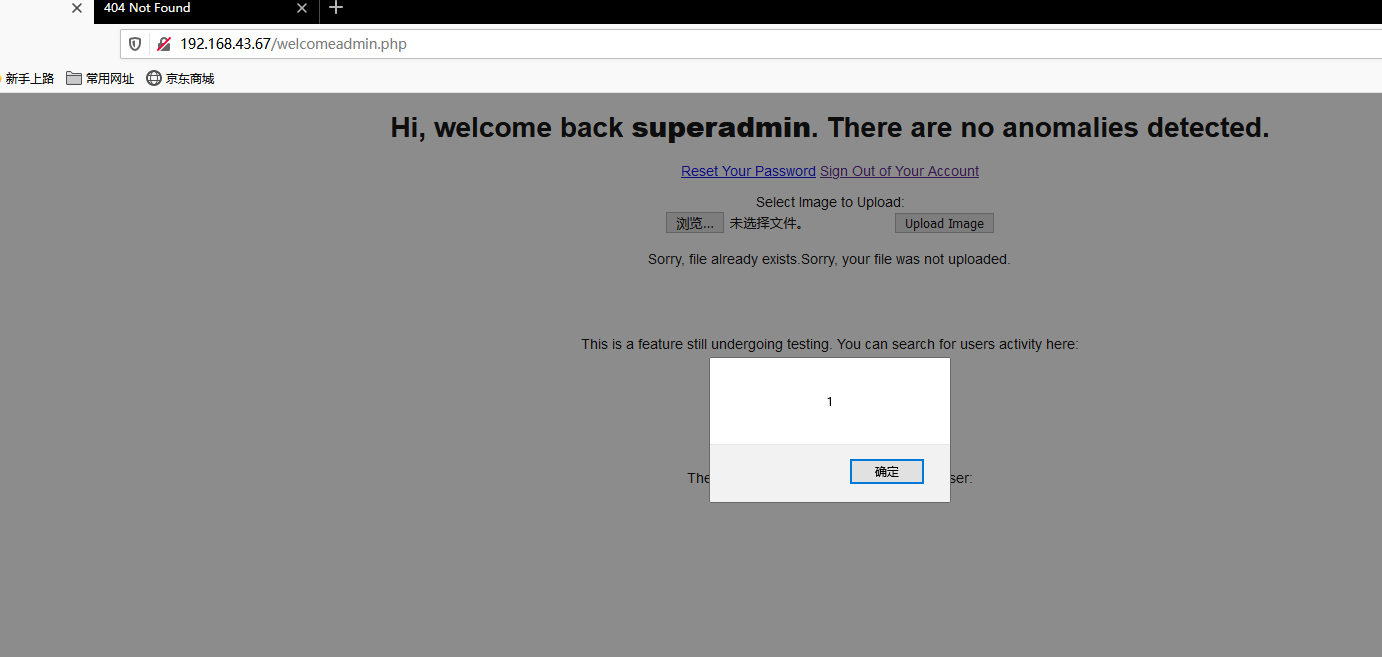 404 Not Found
192.168.43.67/welcomeadmin.php
新手上路 常用网址 京东商城
Hi, welcome back superadmin. There are no anomalies detected.
Reset Your Password Sign Out of Your Account
Select Image to Upload:
浏览... 未选择文件。 Upload Image
Sorry, file already exists.Sorry, your file was not uploaded.
This is a feature still undergoing testing. You can search for users activity here:
1
确定
The ser: